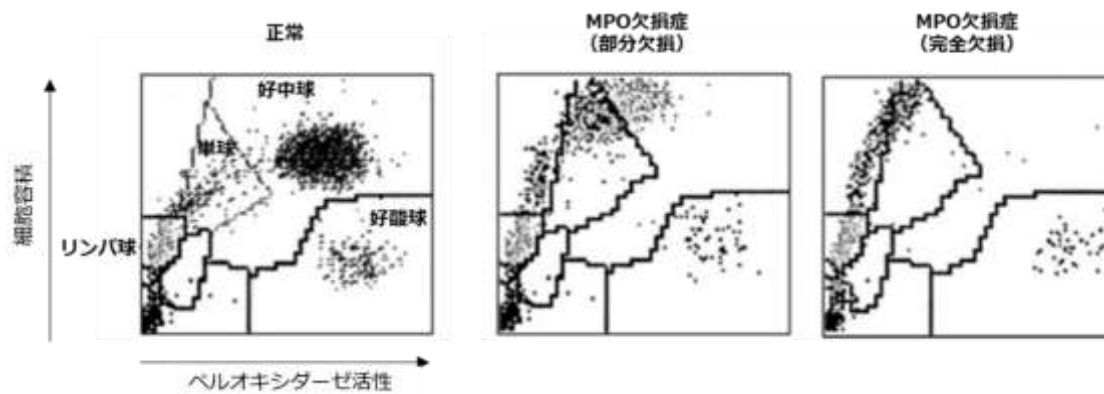 正常
MPO欠損症
（部分欠損）
MPO欠損症
（完全欠損）
好中球
単球
好酸球
リンパ球
細胞容積
ペルオキシダーゼ活性